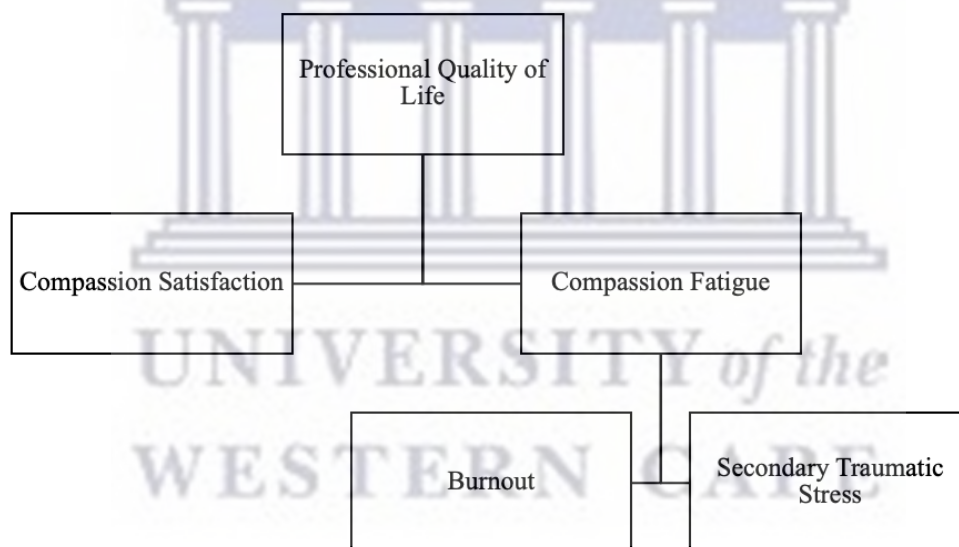 Professional Quality of
Life
Compassion Satisfaction
Compassion Fatigue
UNIVERSITY of the
WESTERN CAPE
Burnout
Secondary Traumatic
Stress